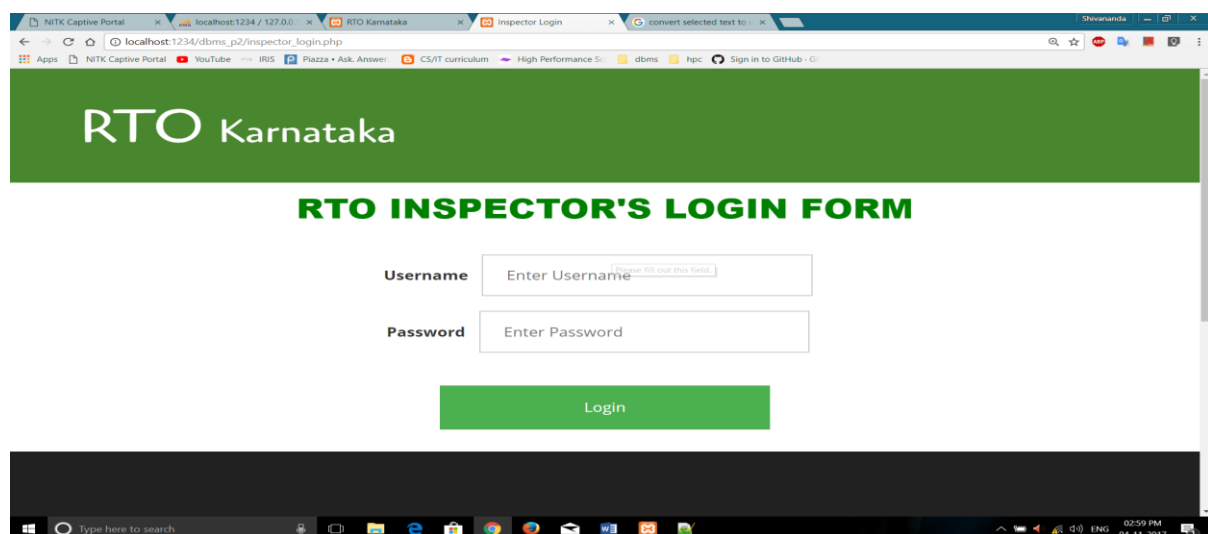 NITK Captive Portal localhost:1234 / 127.0.0. RTO Karnataka Inspector Login convert selected text to Shivananda
localhost:1234/dbms_p2/inspector_login.php
Apps NITK Captive Portal YouTube IRIS Piazza • Ask. Answer. CS/IT curriculum High Performance Sc dbms hpc Sign in to GitHub · G
RTO Karnataka
RTO INSPECTOR'S LOGIN FORM
Username Enter Username
Please fill out this field.
Password Enter Password
Login
Type here to search ENG 02:59 PM
04-11-2017